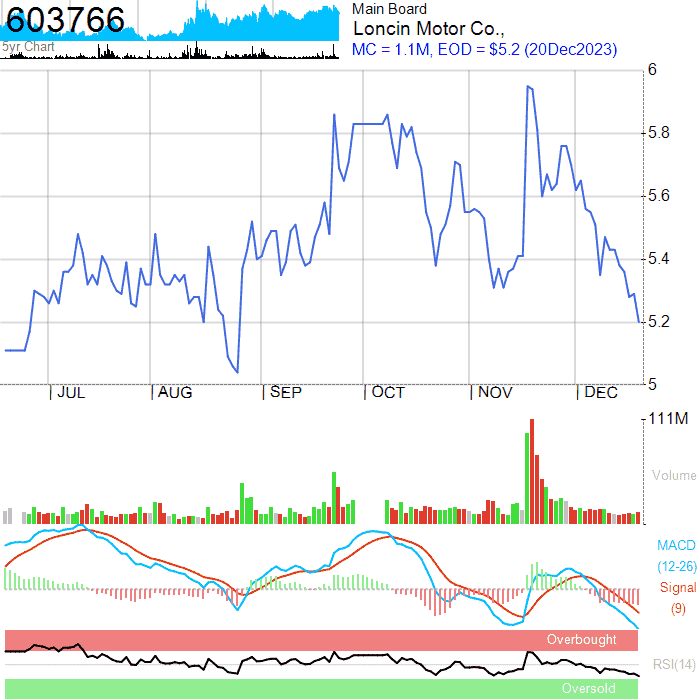 603766
5yr Chart
Main Board
Loncin Motor Co.,
MC = 1.1M, EOD = $5.2 (20Dec2023)
6
5.8
5.6
5.4
5.2
5
| JUL | AUG | SEP | OCT | NOV | DEC
111M
Volume
MACD
(12-26)
Signal
(9)
Overbought
RSI(14)
Oversold